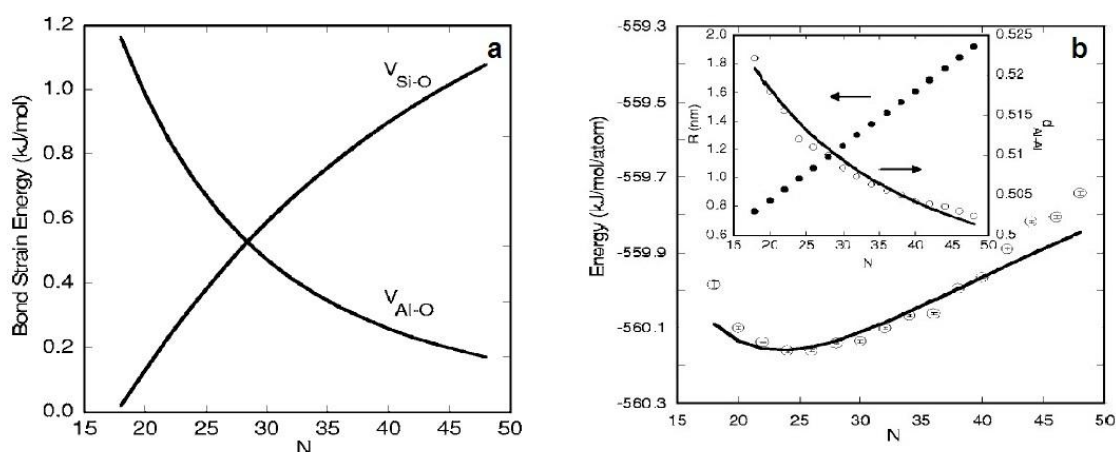 a
Bond Strain Energy (kJ/mol)
1.2
1.0
0.8
0.6
0.4
0.2
0.0
V Si-O
V Al-O
15 20 25 30 35 40 45 50
N
b
Energy (kJ/mol/atom)
-559.3
-559.5
-559.7
-559.9
-560.1
-560.3
R (nm)
2.0
1.8
1.6
1.4
1.2
1.0
0.8
0.6
0.525
0.52
0.515
0.51
0.505
0.5
d Al-Al
15 20 25 30 35 40 45 50
N
15 20 25 30 35 40 45 50
N